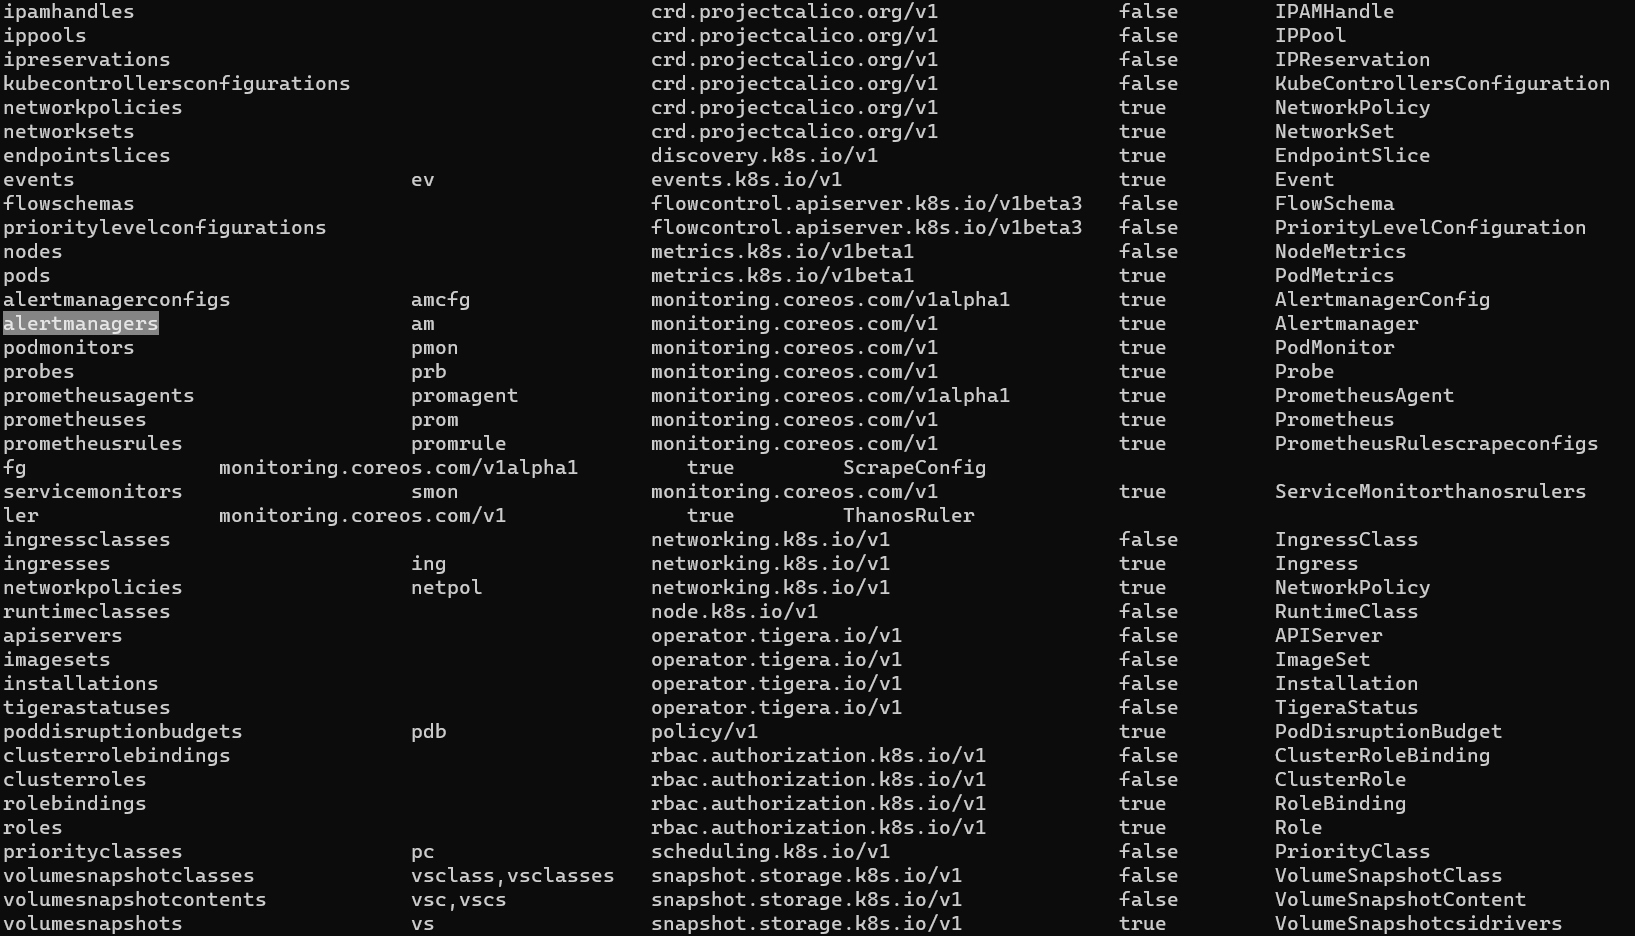 ipamhandles crd.projectcalico.org/v1 false IPAMHandle
ippools crd.projectcalico.org/v1 false IPPool
ipreservations crd.projectcalico.org/v1 false IPReservation
kubecontrollersconfigurations crd.projectcalico.org/v1 false KubeControllersConfiguration
networkpolicies crd.projectcalico.org/v1 true NetworkPolicy
networksets crd.projectcalico.org/v1 true NetworkSet
endpointslices discovery.k8s.io/v1 true EndpointSlice
events ev events.k8s.io/v1 true Event
flowschemas flowcontrol.apiserver.k8s.io/v1beta3 false FlowSchema
prioritylevelconfigurations flowcontrol.apiserver.k8s.io/v1beta3 false PriorityLevelConfiguration
nodes metrics.k8s.io/v1beta1 false NodeMetrics
pods metrics.k8s.io/v1beta1 true PodMetrics
alertmanagerconfigs amcfg monitoring.coreos.com/v1alpha1 true AlertmanagerConfig
alertmanagers am monitoring.coreos.com/v1 true Alertmanager
podmonitors pmon monitoring.coreos.com/v1 true PodMonitor
probes prb monitoring.coreos.com/v1 true Probe
prometheusagents promagent monitoring.coreos.com/v1alpha1 true PrometheusAgent
prometheuses prom monitoring.coreos.com/v1 true Prometheus
prometheusrules promrule monitoring.coreos.com/v1 true PrometheusRulescrapeconfigs
fg monitoring.coreos.com/v1alpha1 true ScrapeConfig
servicemonitors smon monitoring.coreos.com/v1 true ServiceMonitorthanosrulers
ler monitoring.coreos.com/v1 true ThanosRuler
ingressclasses networking.k8s.io/v1 false IngressClass
ingresses ing networking.k8s.io/v1 true Ingress
networkpolicies netpol networking.k8s.io/v1 true NetworkPolicy
runtimeclasses node.k8s.io/v1 false RuntimeClass
apiservers operator.tigera.io/v1 false APIServer
imagesets operator.tigera.io/v1 false ImageSet
installations operator.tigera.io/v1 false Installation
tigerastatuses operator.tigera.io/v1 false TigeraStatus
poddisruptionbudgets pdb policy/v1 true PodDisruptionBudget
clusterrolebindings rbac.authorization.k8s.io/v1 false ClusterRoleBinding
clusterroles rbac.authorization.k8s.io/v1 false ClusterRole
rolebindings rbac.authorization.k8s.io/v1 true RoleBinding
roles rbac.authorization.k8s.io/v1 true Role
priorityclasses pc scheduling.k8s.io/v1 false PriorityClass
volumesnapshotclasses vsclass,vsclasses snapshot.storage.k8s.io/v1 false VolumeSnapshotClass
volumesnapshotcontents vsc,vscs snapshot.storage.k8s.io/v1 false VolumeSnapshotContent
volumesnapshots vs snapshot.storage.k8s.io/v1 true VolumeSnapshotcsidrivers